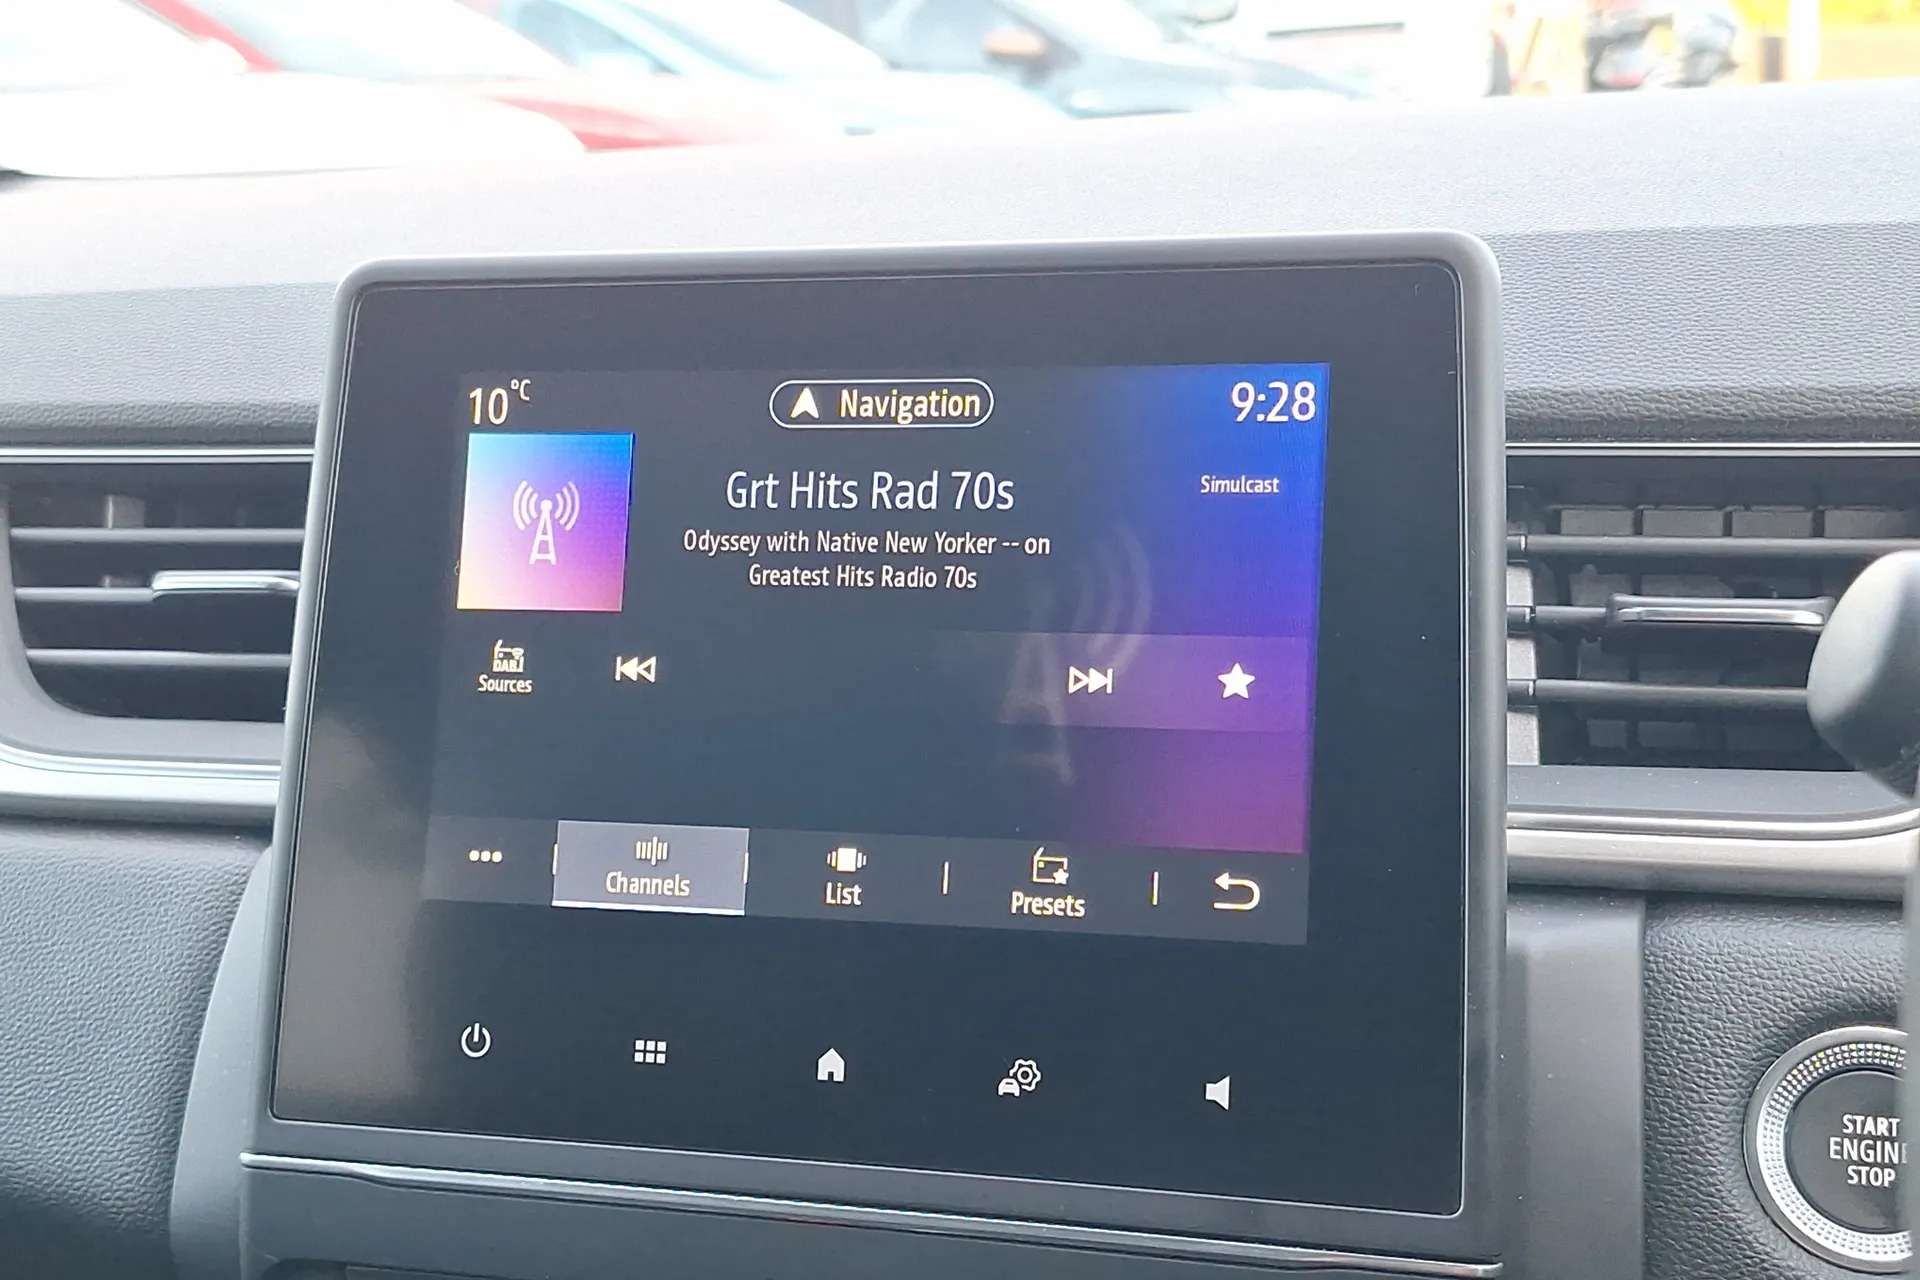 10°C
Navigation
9:28
Grt Hits Rad 70s
Simulcast
Odyssey with Native New Yorker -- on
Greatest Hits Radio 70s
DAB
Sources
Channels
List
Presets
START
ENGINE
STOP